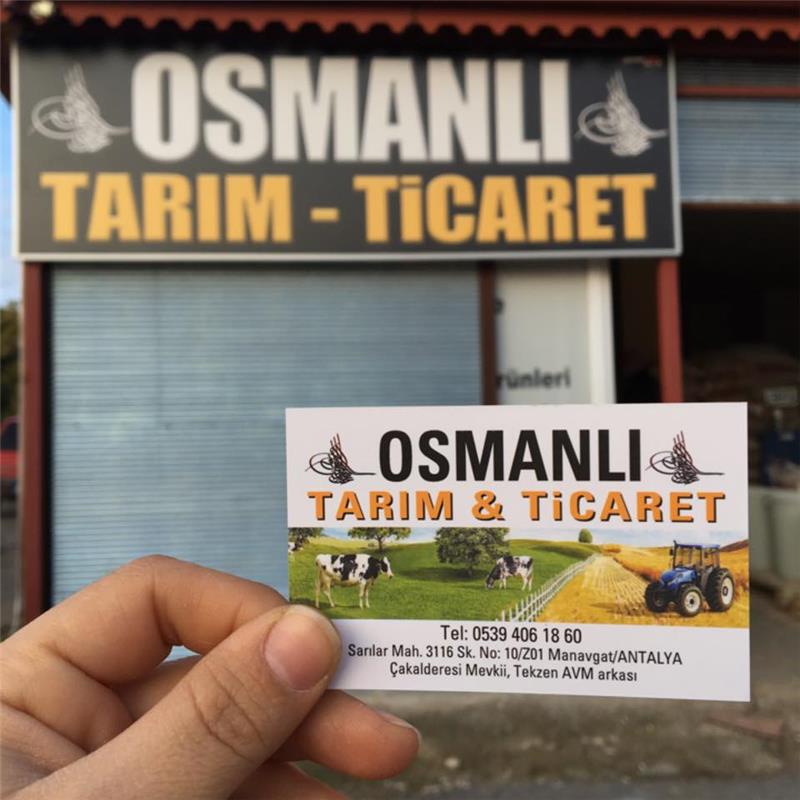 OSMANLI
TARIM - TiCARET
rünleri
OSMANLI
TARIM & TiCARET
Tel: 0539 406 18 60
Sarılar Mah. 3116 Sk. No: 10/Z01 Manavgat/ANTALYA
Çakalderesi Mevkii, Tekzen AVM arkası